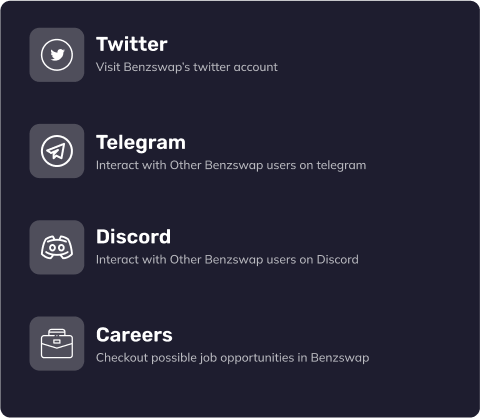 Twitter
Visit Benzswap's twitter account
Telegram
Interact with Other Benzswap users on telegram
Discord
Interact with Other Benzswap users on Discord
Careers
Checkout possible job opportunities in Benzswap